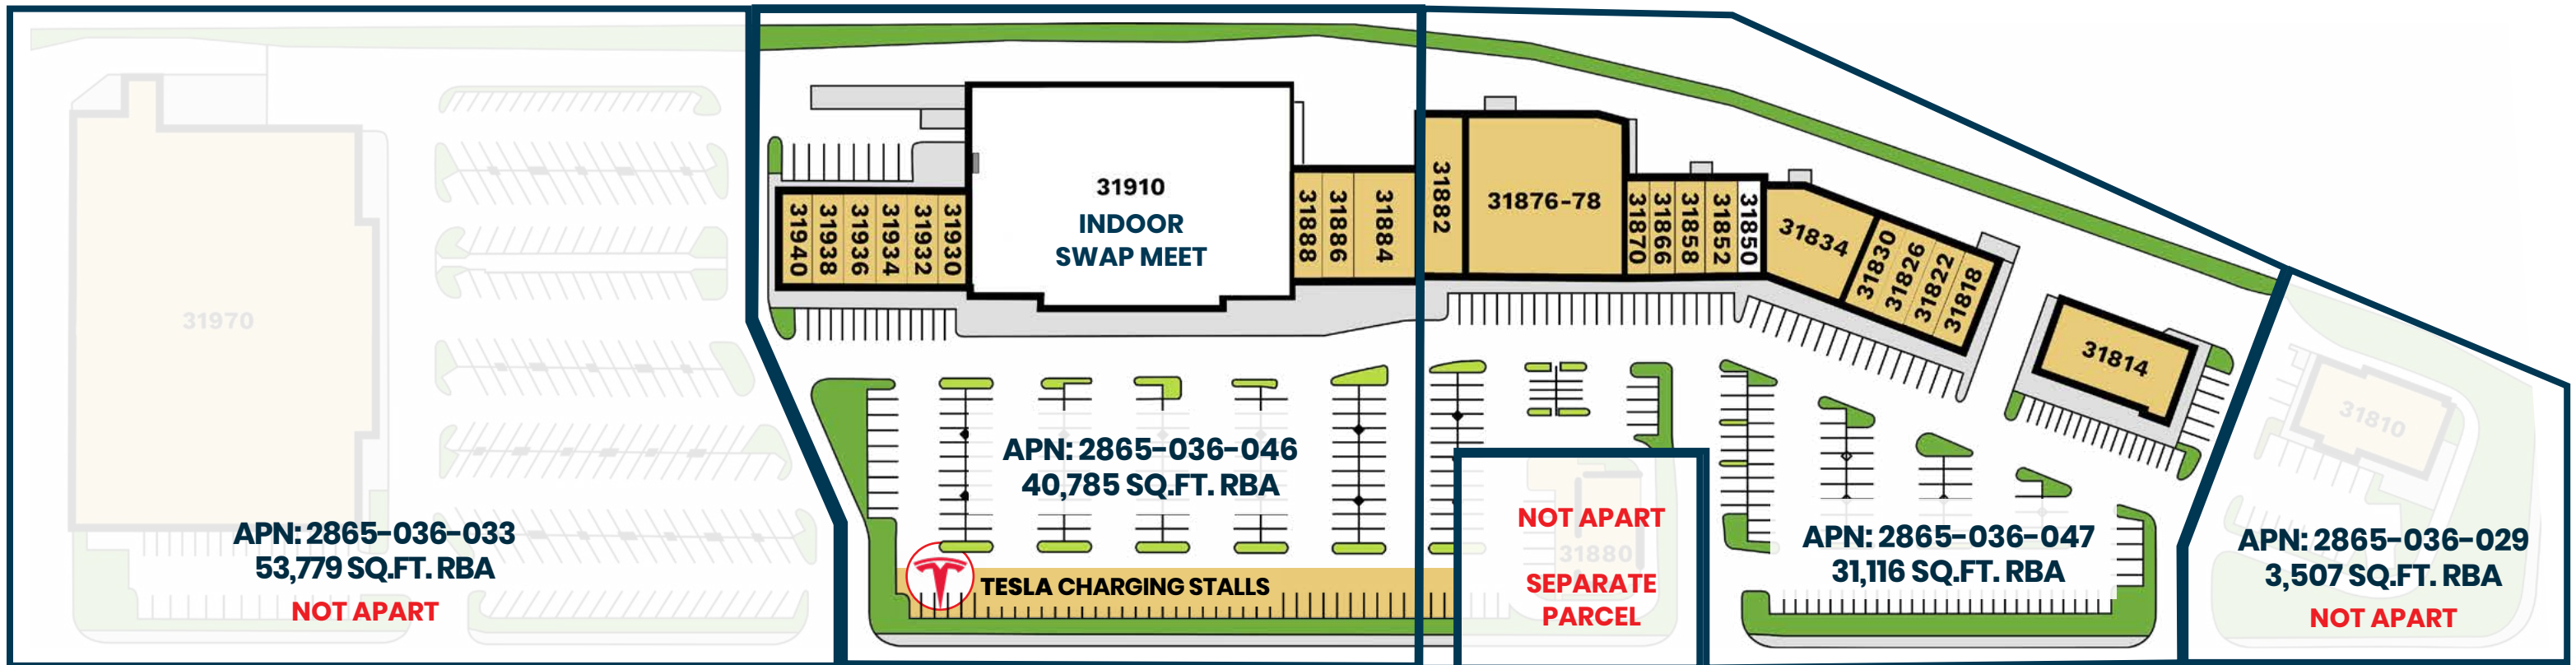 31970
APN: 2865-036-033
53,779 SQ.FT. RBA
NOT APART
31940
31938
31936
31934
31932
31930
31910
INDOOR
SWAP MEET
31888
31886
31884
APN: 2865-036-046
40,785 SQ.FT. RBA
TESLA CHARGING STALLS
31882
31876-78
31870
31866
31858
31852
31850
31834
31830
31826
31822
31818
31814
NOT APART
31880
SEPARATE
PARCEL
APN: 2865-036-047
31,116 SQ.FT. RBA
31810
APN: 2865-036-029
3,507 SQ.FT. RBA
NOT APART